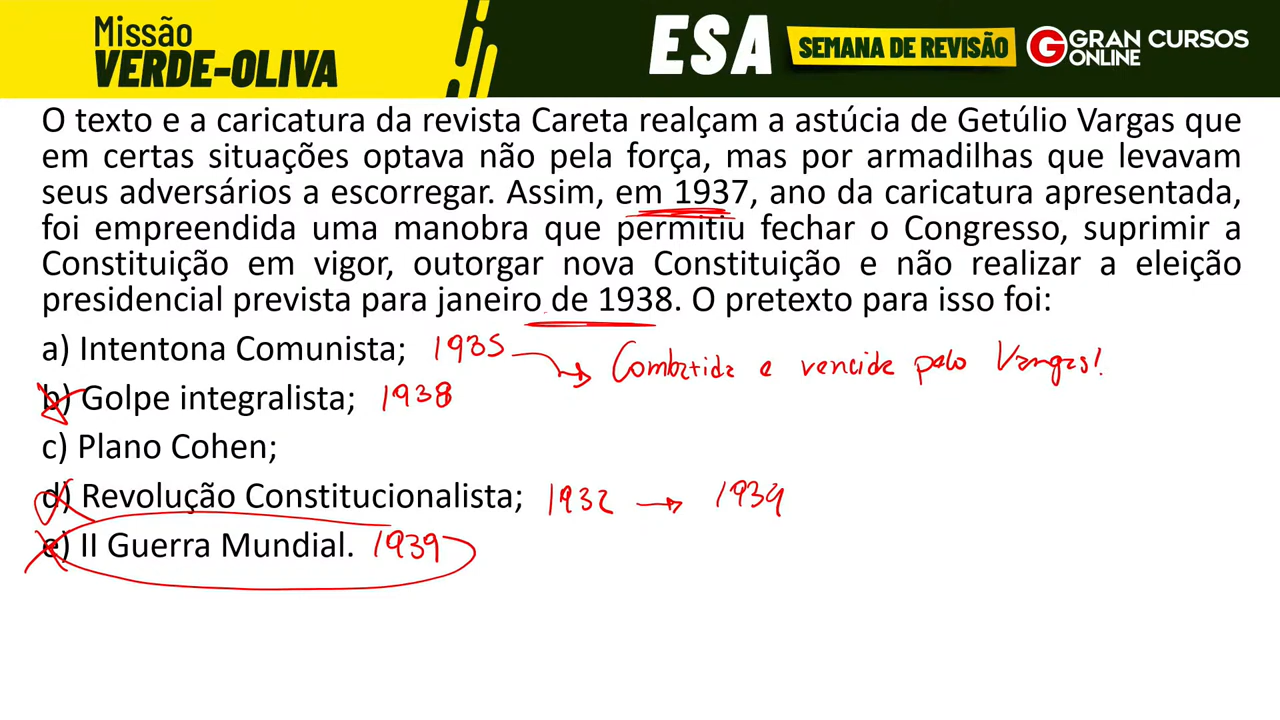 Missão
VERDE-OLIVA
ESA
SEMANA DE REVISÃO
GRAN CURSOS
ONLINE
O texto e a caricatura da revista Careta realçam a astúcia de Getúlio Vargas que
em certas situações optava não pela força, mas por armadilhas que levavam
seus adversários a escorregar. Assim, em 1937, ano da caricatura apresentada,
foi empreendida uma manobra que permitiu fechar o Congresso, suprimir a
Constituição em vigor, outorgar nova Constituição e não realizar a eleição
presidencial prevista para janeiro de 1938. O pretexto para isso foi:
a) Intentona Comunista; 1935
Combatida e vencida pelo Vargas!
b) Golpe integralista; 1938
c) Plano Cohen;
d) Revolução Constitucionalista; 1932 → 1934
e) II Guerra Mundial. 1939